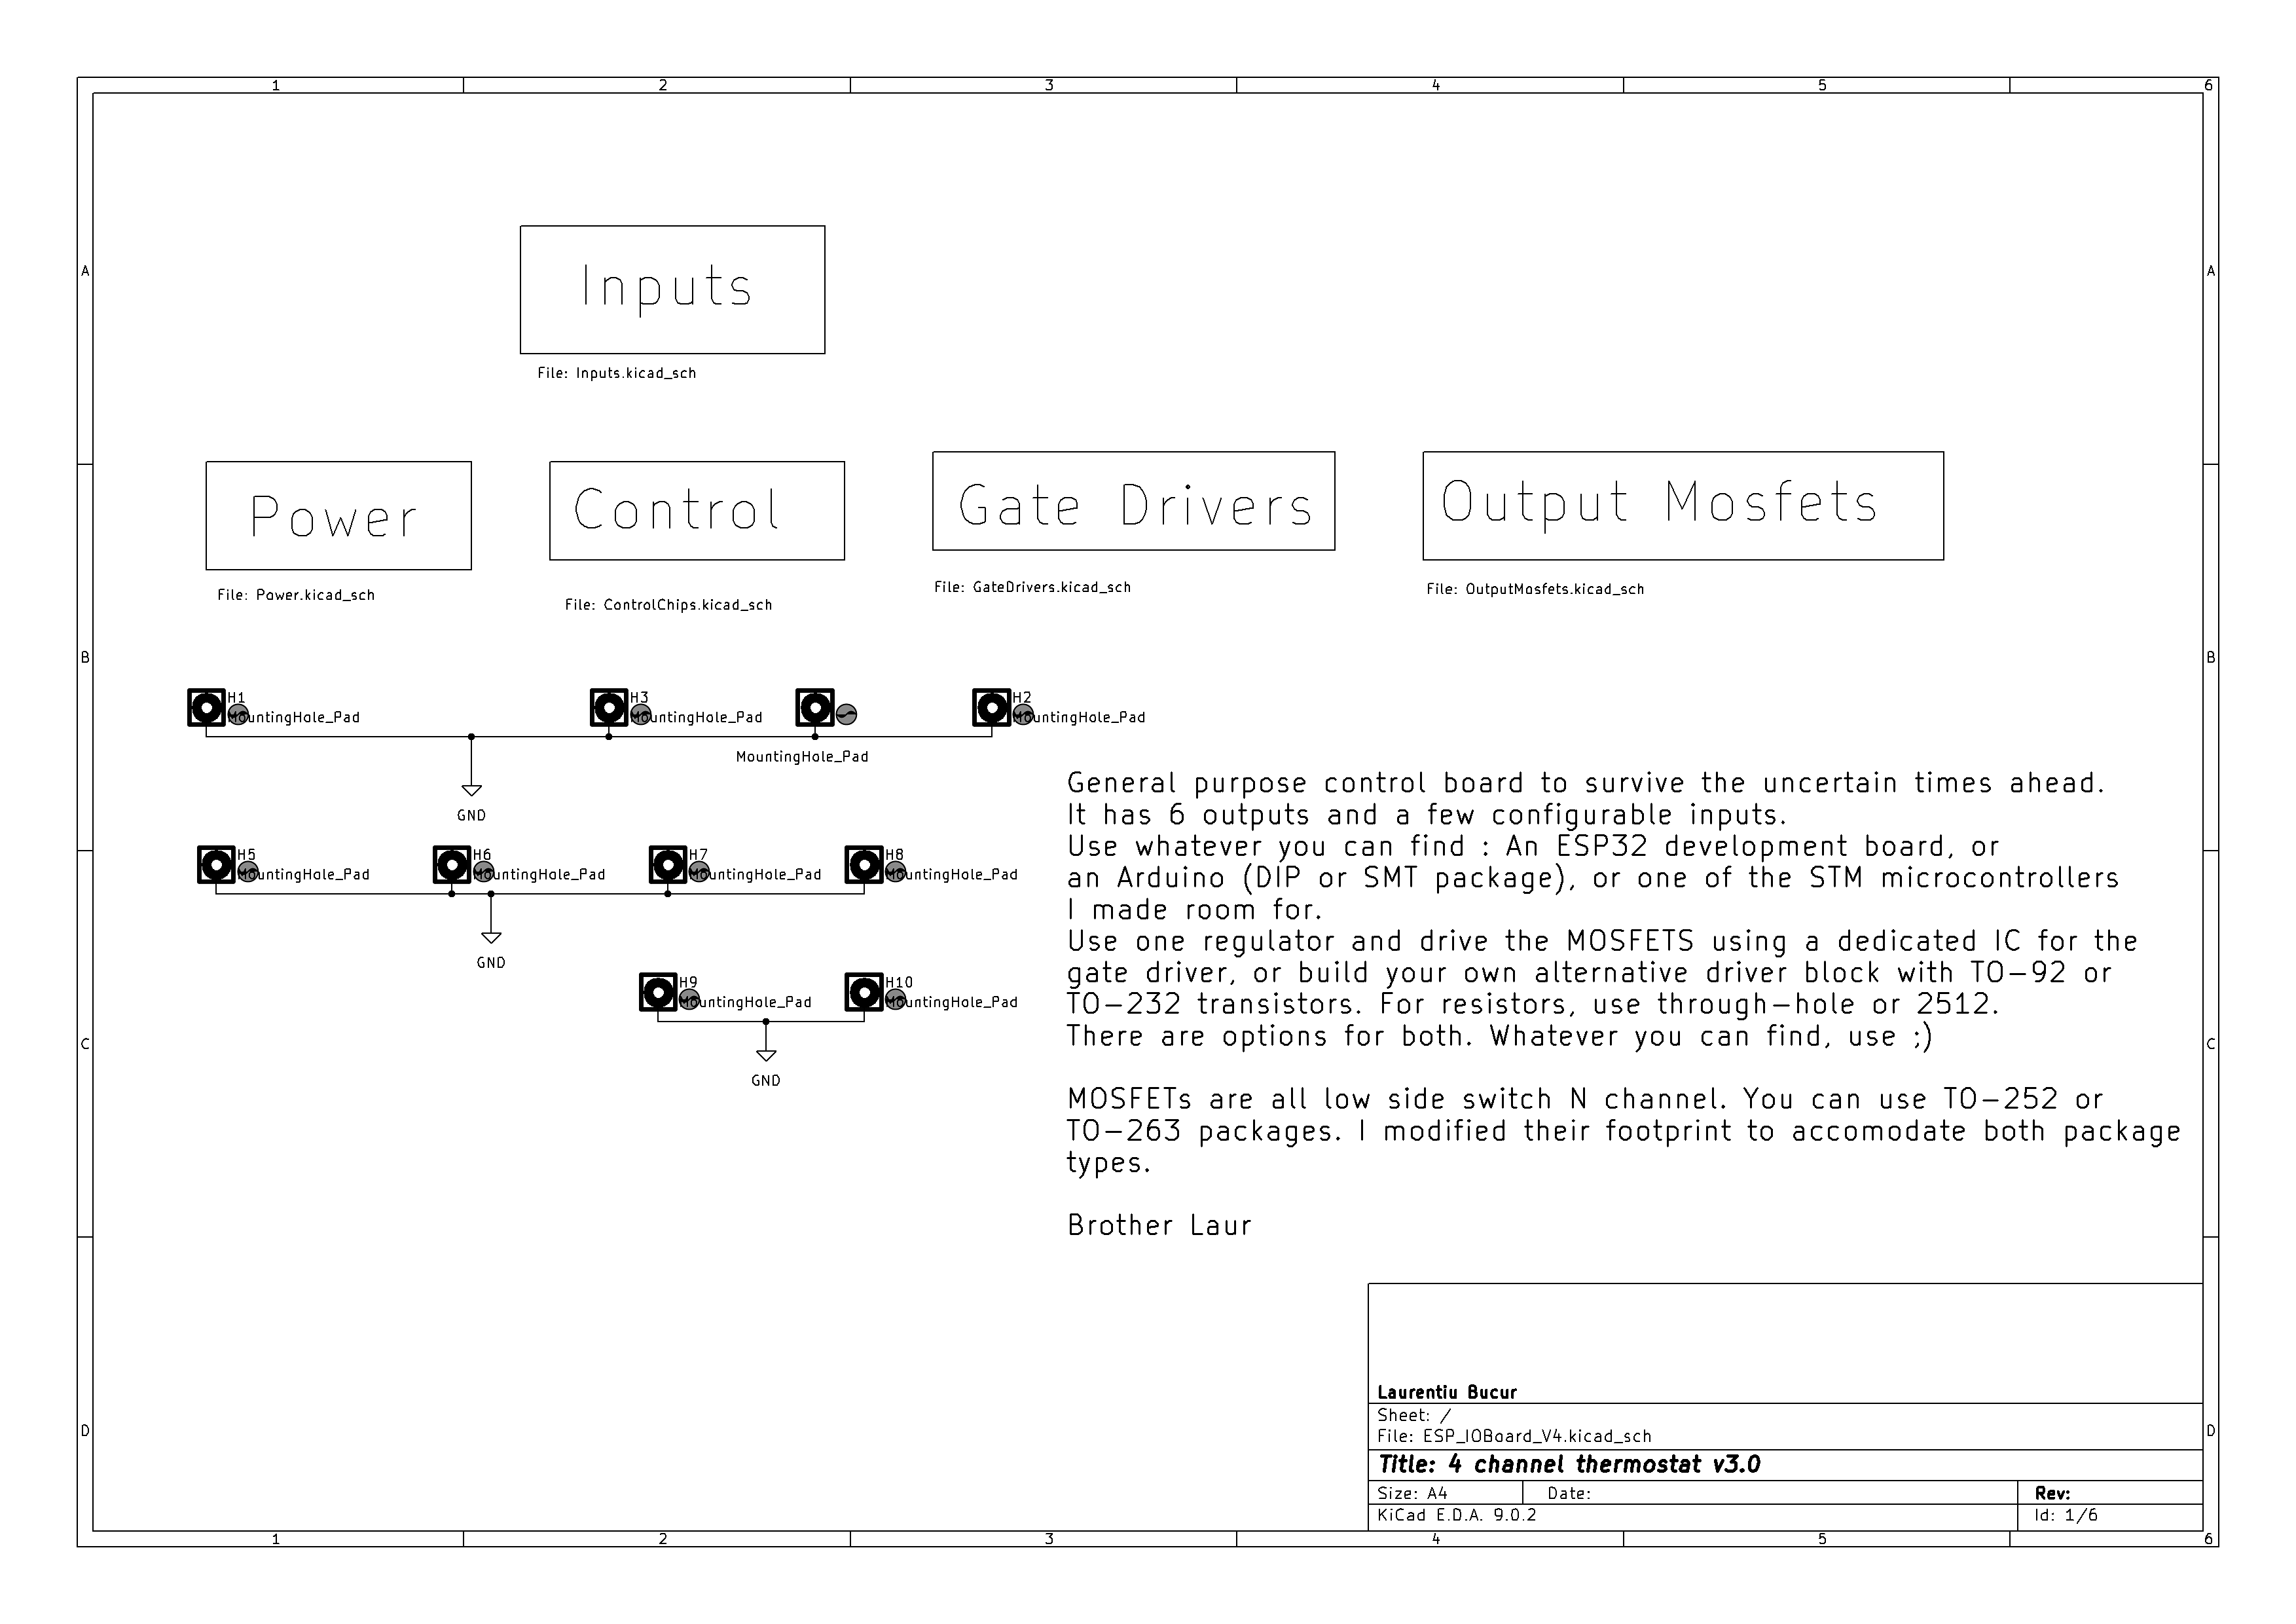 1 2 3 4 5 6
A A
Inputs
File: Inputs.kicad_sch
Power
Control
Gate Drivers
Output Mosfets
File: Power.kicad_sch
File: ControlChips.kicad_sch
File: GateDrivers.kicad_sch
File: OutputMosfets.kicad_sch
B B
H1 H3 H2
MountingHole_Pad MountingHole_Pad MountingHole_Pad
MountingHole_Pad
GND
H5 H6 H7 H8
MountingHole_Pad MountingHole_Pad MountingHole_Pad MountingHole_Pad
GND
H9 H10
MountingHole_Pad MountingHole_Pad
GND
C C
General purpose control board to survive the uncertain times ahead.
It has 6 outputs and a few configurable inputs.
Use whatever you can find : An ESP32 development board, or
an Arduino (DIP or SMT package), or one of the STM microcontrollers
I made room for.
Use one regulator and drive the MOSFETS using a dedicated IC for the
gate driver, or build your own alternative driver block with TO-92 or
TO-232 transistors. For resistors, use through-hole or 2512.
There are options for both. Whatever you can find, use ;)
MOSFETs are all low side switch N channel. You can use TO-252 or
TO-263 packages. I modified their footprint to accomodate both package
types.
Brother Laur
D D
Laurentiu Bucur
Sheet: /
File: ESP_IOBoard_V4.kicad_sch
Title: 4 channel thermostat v3.0
Size: A4 Date: Rev:
KiCad E.D.A. 9.0.2 Id: 1/6
1 2 3 4 5 6